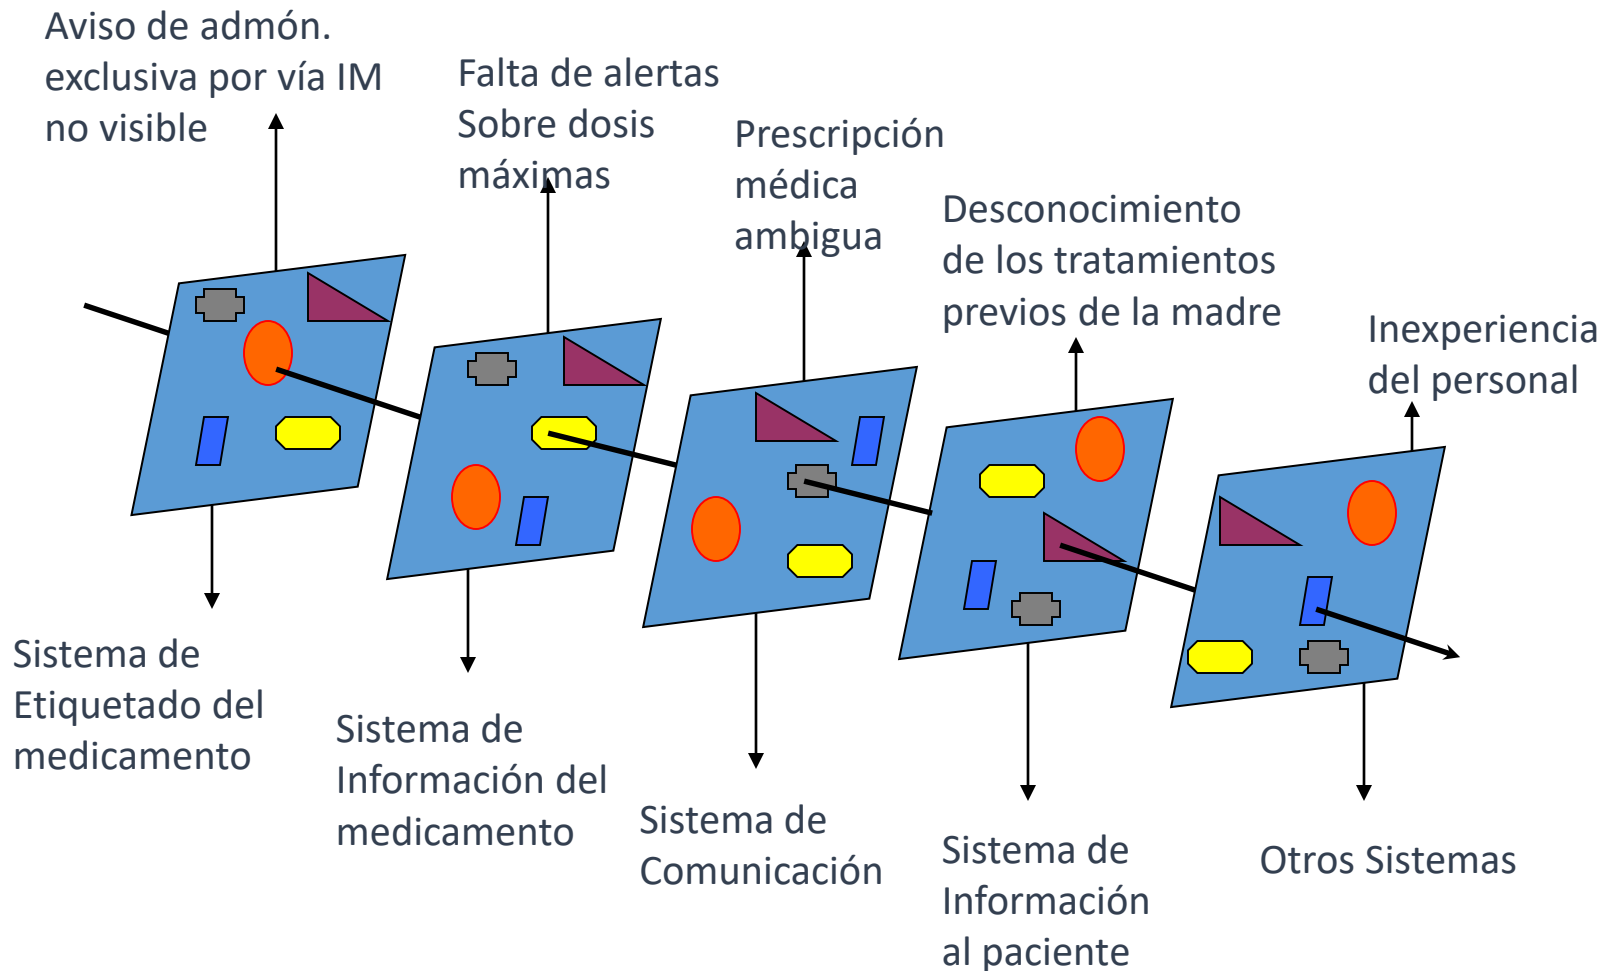 Aviso de admón.
exclusiva por vía IM
no visible
Falta de alertas
Sobre dosis
máximas
Prescripción
médica
ambigua
Desconocimiento
de los tratamientos
previos de la madre
Inexperiencia
del personal
Sistema de
Etiquetado del
medicamento
Sistema de
Información del
medicamento
Sistema de
Comunicación
Sistema de
Información
al paciente
Otros Sistemas